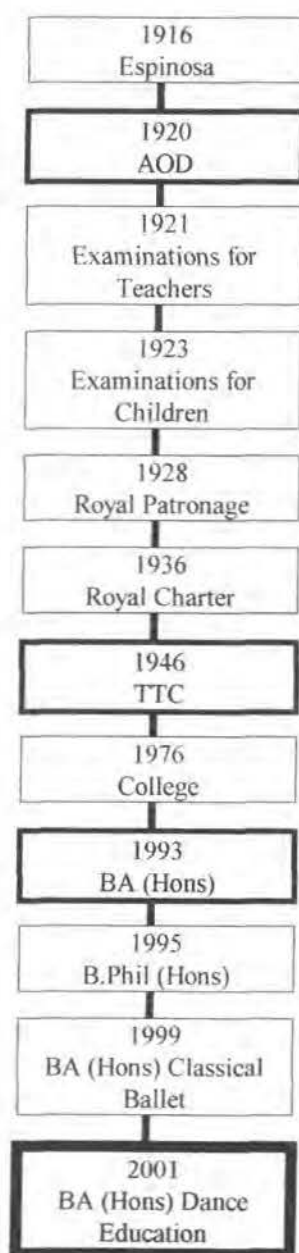 1916
Espinosa
1920
AOD
1921
Examinations for
Teachers
1923
Examinations for
Children
1928
Royal Patronage
1936
Royal Charter
1946
TTC
1976
College
1993
BA (Hons)
1995
B.Phil (Hons)
1999
BA (Hons) Classical
Ballet
2001
BA (Hons) Dance
Education